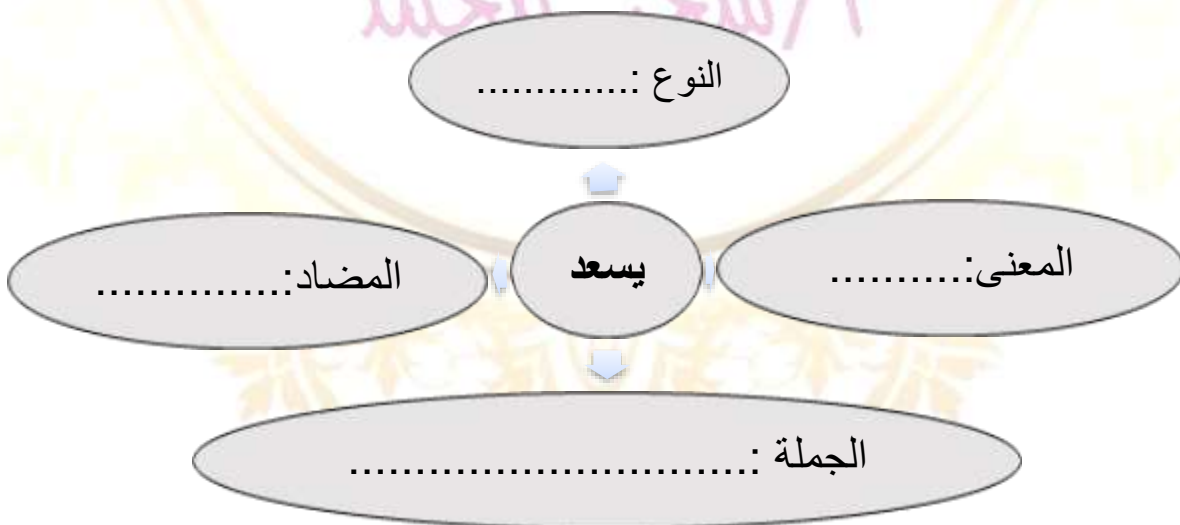 النوع :.............
المعنى:...........
يسعد
المضاد:...............
الجملة :..............................